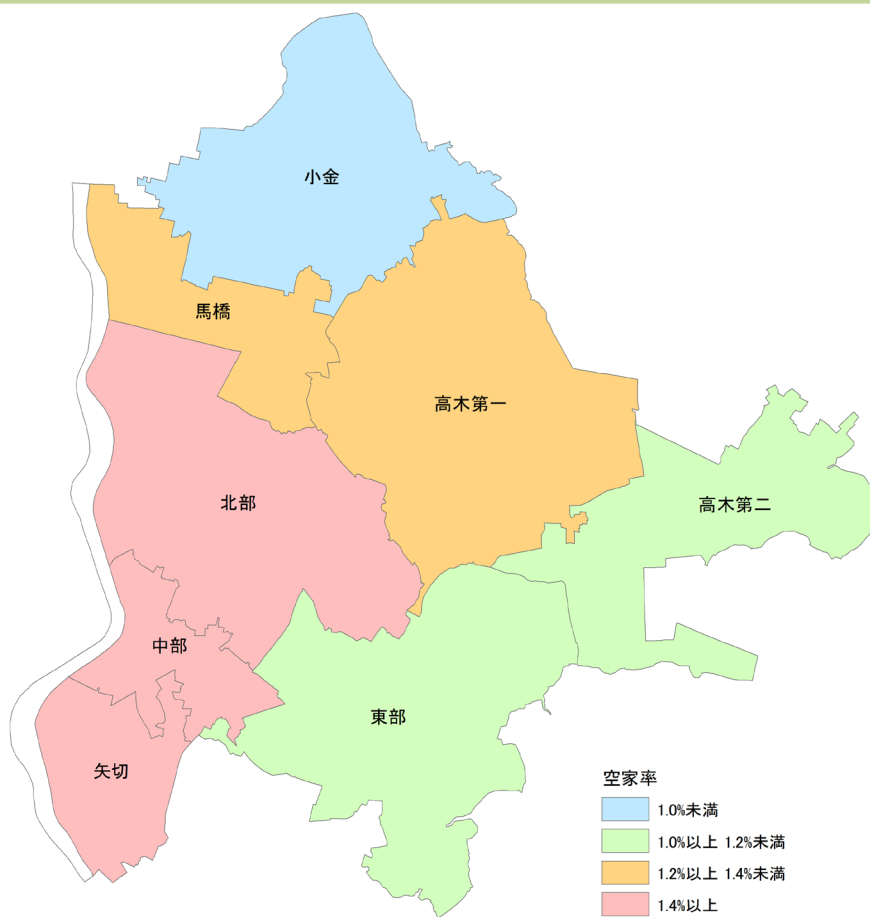 小金
馬橋
高木第一
高木第二
北部
中部
東部
矢切
空家率
1.0%未満
1.0%以上 1.2%未満
1.2%以上 1.4%未満
1.4%以上